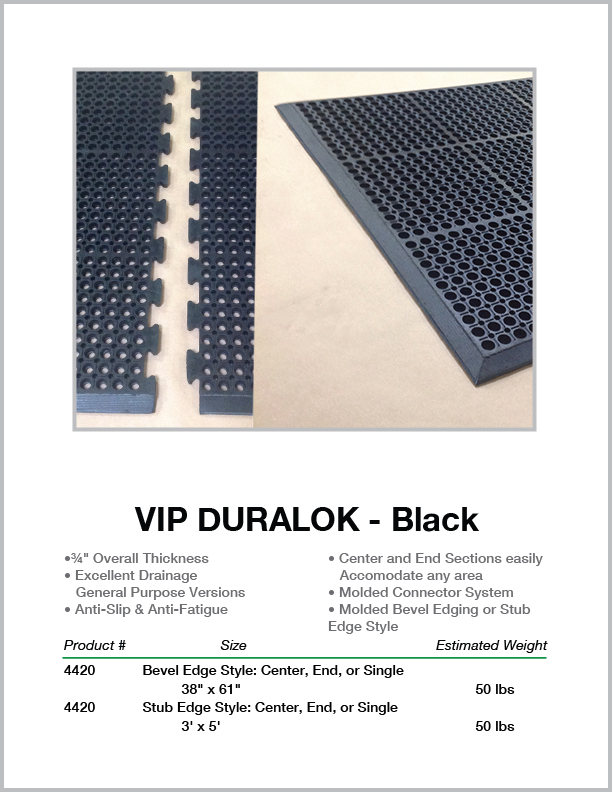 VIP DURALOK - Black
•¾" Overall Thickness
• Excellent Drainage
General Purpose Versions
• Anti-Slip & Anti-Fatigue
• Center and End Sections easily
Accomodate any area
• Molded Connector System
• Molded Bevel Edging or Stub
Edge Style
Product # Size Estimated Weight
4420 Bevel Edge Style: Center, End, or Single
38" x 61" 50 lbs
4420 Stub Edge Style: Center, End, or Single
3' x 5' 50 lbs